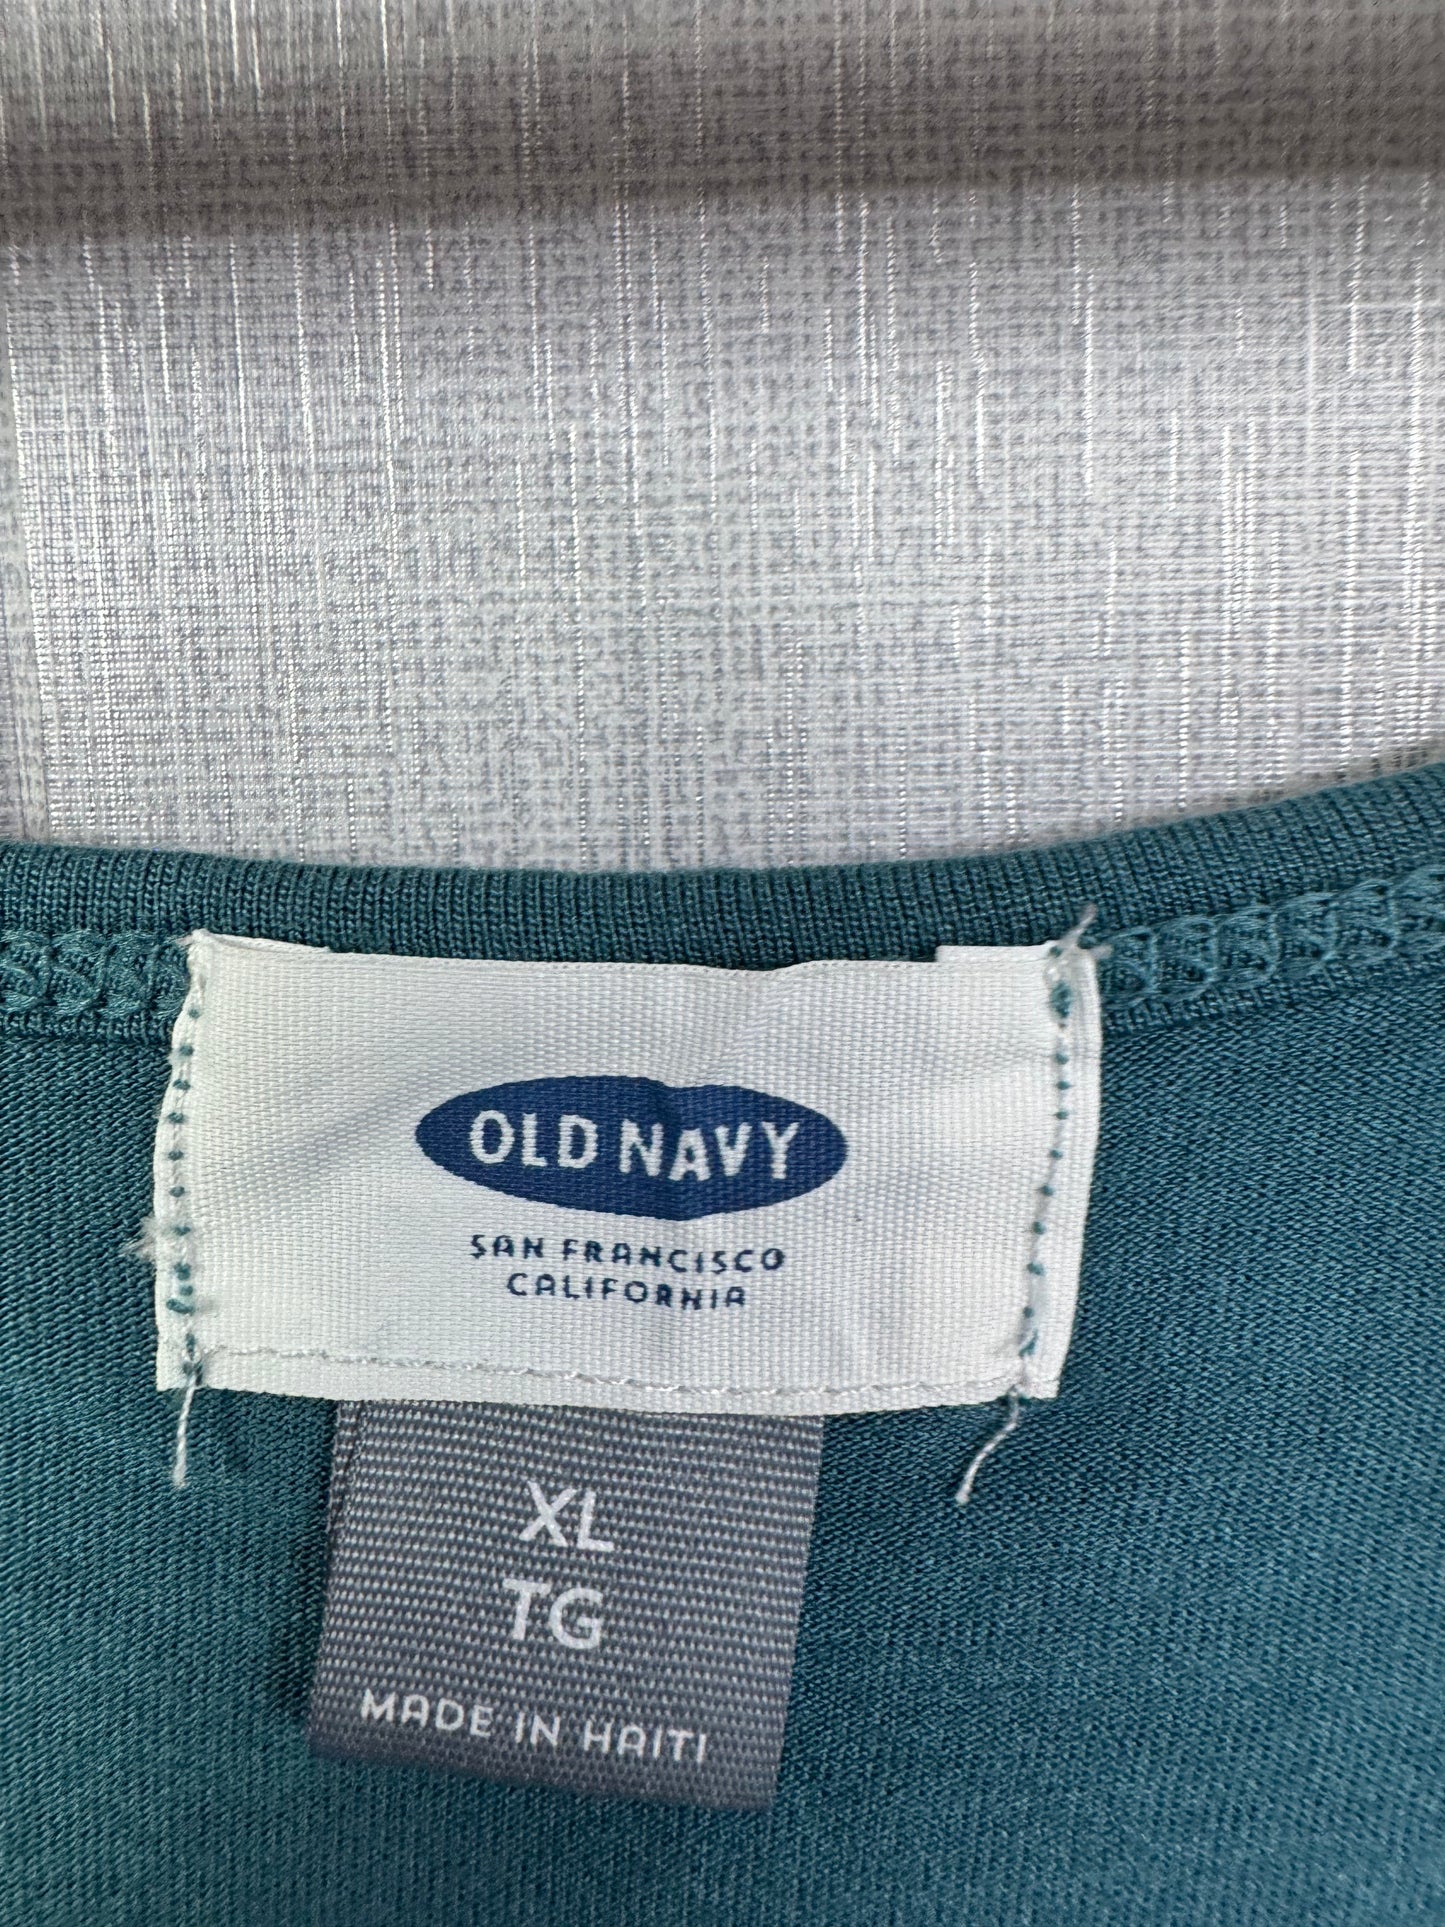 OLD NAVY
SAN FRANCISCO
CALIFORNIA
XL
TG
MADE IN HAITI